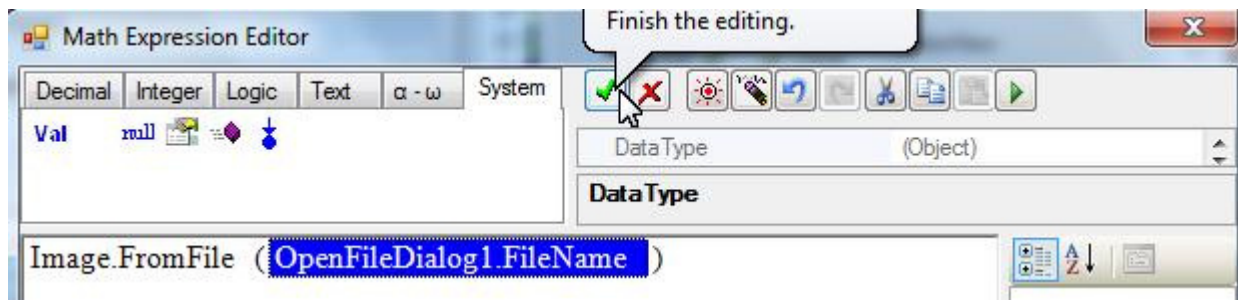 Finish the editing.
Math Expression Editor
Decimal Integer Logic Text α - ω System
Val null
DataType (Object)
DataType
Image.FromFile ( OpenFileDialog1.FileName )